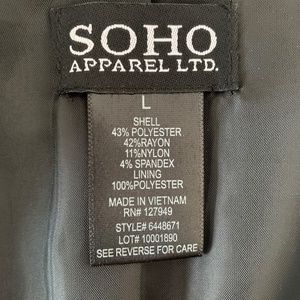 SOHO
APPAREL LTD.
L
SHELL
43% POLYESTER
42%RAYON
11%NYLON
4% SPANDEX
LINING
100%POLYESTER
MADE IN VIETNAM
RN# 127949
STYLE# 6448671
LOT# 10001890
SEE REVERSE FOR CARE